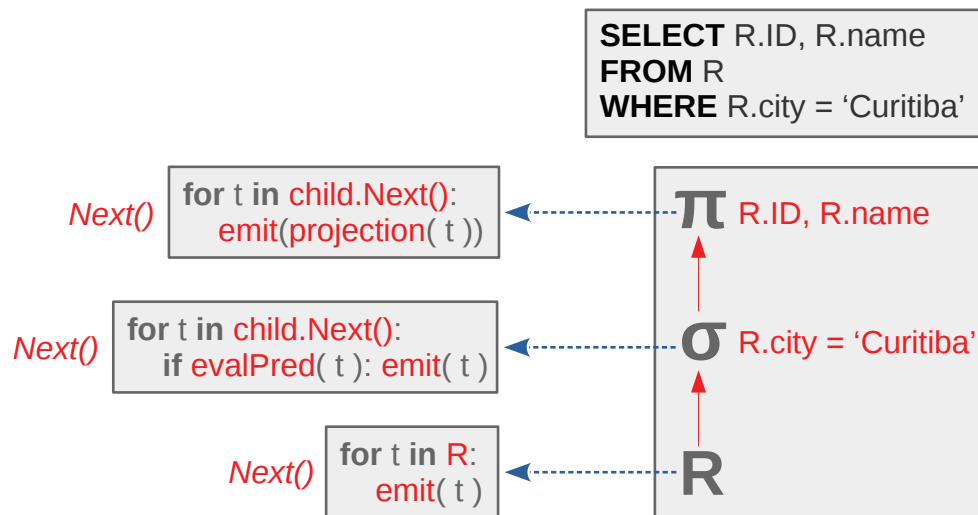 SELECT R.ID, R.name
FROM R
WHERE R.city = ‘Curitiba’
Next()
for t in child.Next():
emit(projection( t ))
π R.ID, R.name
Next()
for t in child.Next():
if evalPred( t ): emit( t )
σ R.city = ‘Curitiba’
Next()
for t in R:
emit( t )
R